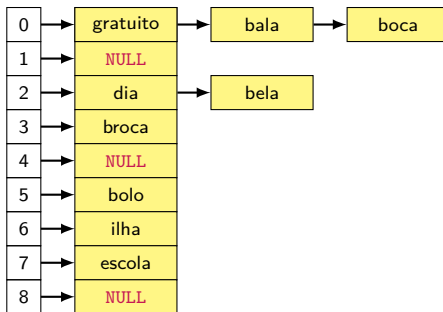 0 gratuito bala boca
1 NULL
2 dia bela
3 broca
4 NULL
5 bolo
6 ilha
7 escola
8 NULL